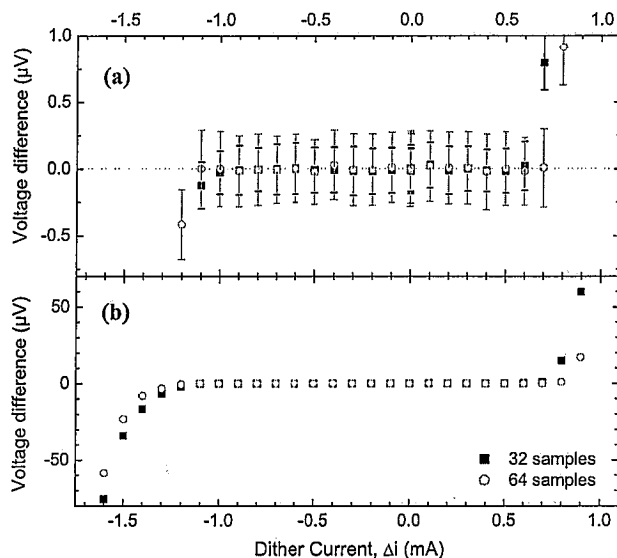 -1.5 -1.0 -0.5 0.0 0.5 1.0
1.0
(a)
0.5
0.0
-0.5
Voltage difference (µV)
50
(b)
0
-50
Voltage difference (µV)
32 samples
64 samples
-1.5 -1.0 -0.5 0.0 0.5 1.0
Dither Current, Δi (mA)